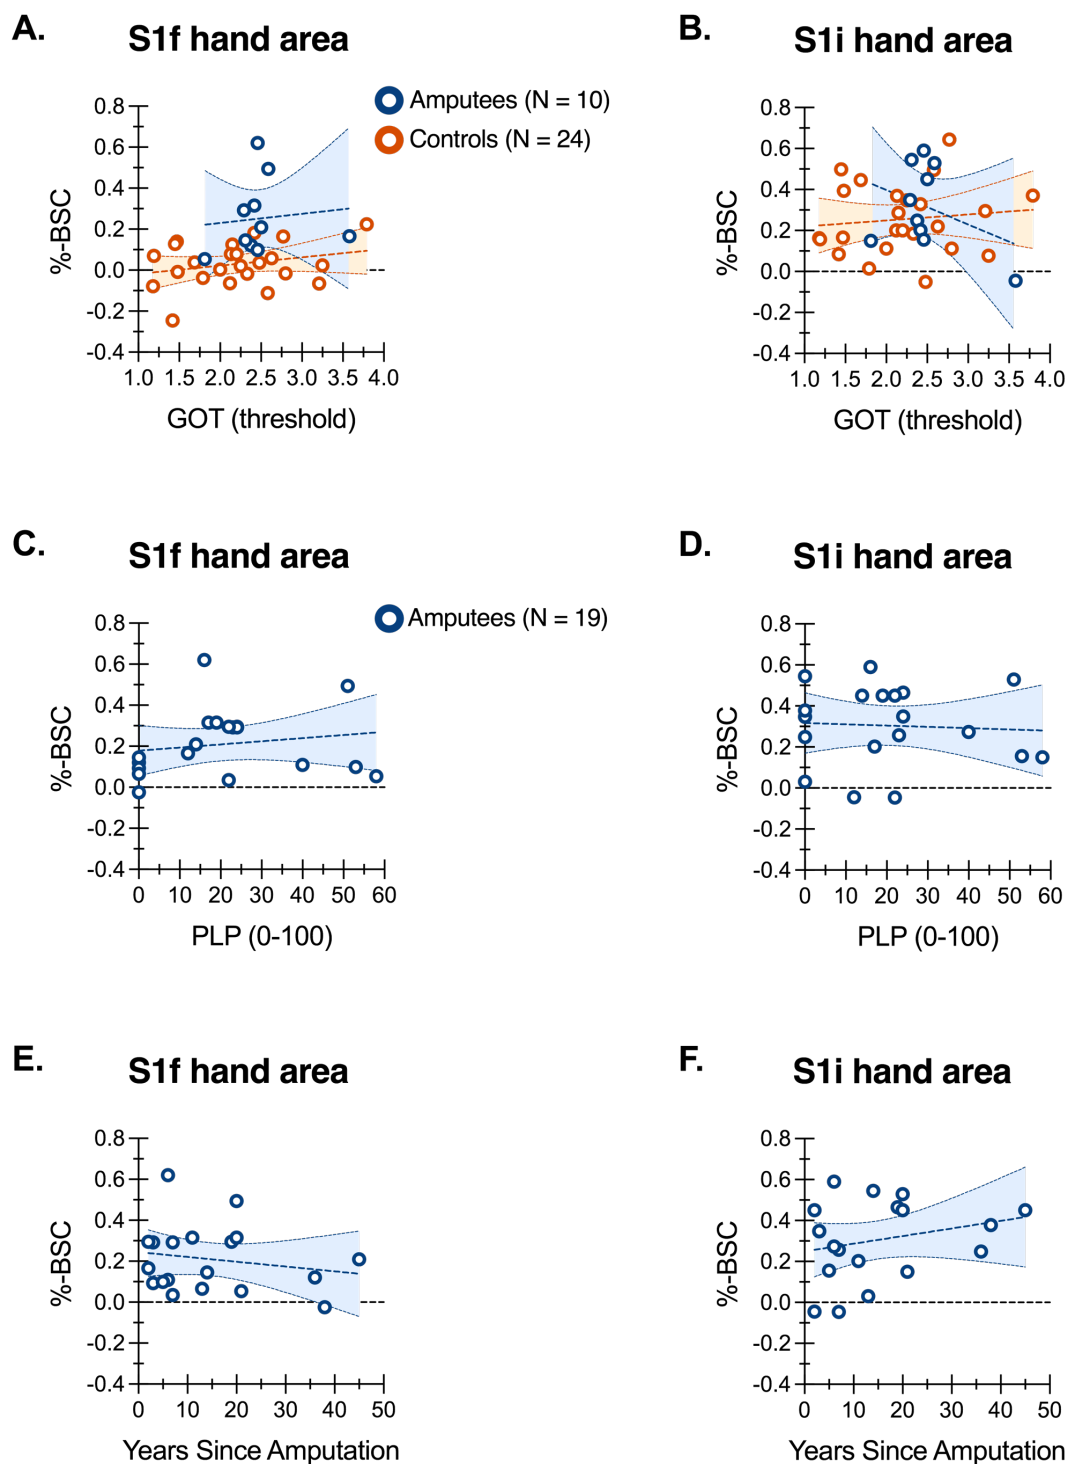 A.
S1f hand area
Amputees (N = 10)
Controls (N = 24)
%-BSC
0.8
0.6
0.4
0.2
0.0
-0.2
-0.4
1.0 1.5 2.0 2.5 3.0 3.5 4.0
GOT (threshold)
B.
S1i hand area
%-BSC
0.8
0.6
0.4
0.2
0.0
-0.2
-0.4
1.0 1.5 2.0 2.5 3.0 3.5 4.0
GOT (threshold)
C.
S1f hand area
Amputees (N = 19)
%-BSC
0.8
0.6
0.4
0.2
0.0
-0.2
-0.4
0 10 20 30 40 50 60
PLP (0-100)
D.
S1i hand area
%-BSC
0.8
0.6
0.4
0.2
0.0
-0.2
-0.4
0 10 20 30 40 50 60
PLP (0-100)
E.
S1f hand area
%-BSC
0.8
0.6
0.4
0.2
0.0
-0.2
-0.4
0 10 20 30 40 50
Years Since Amputation
F.
S1i hand area
%-BSC
0.8
0.6
0.4
0.2
0.0
-0.2
-0.4
0 10 20 30 40 50
Years Since Amputation